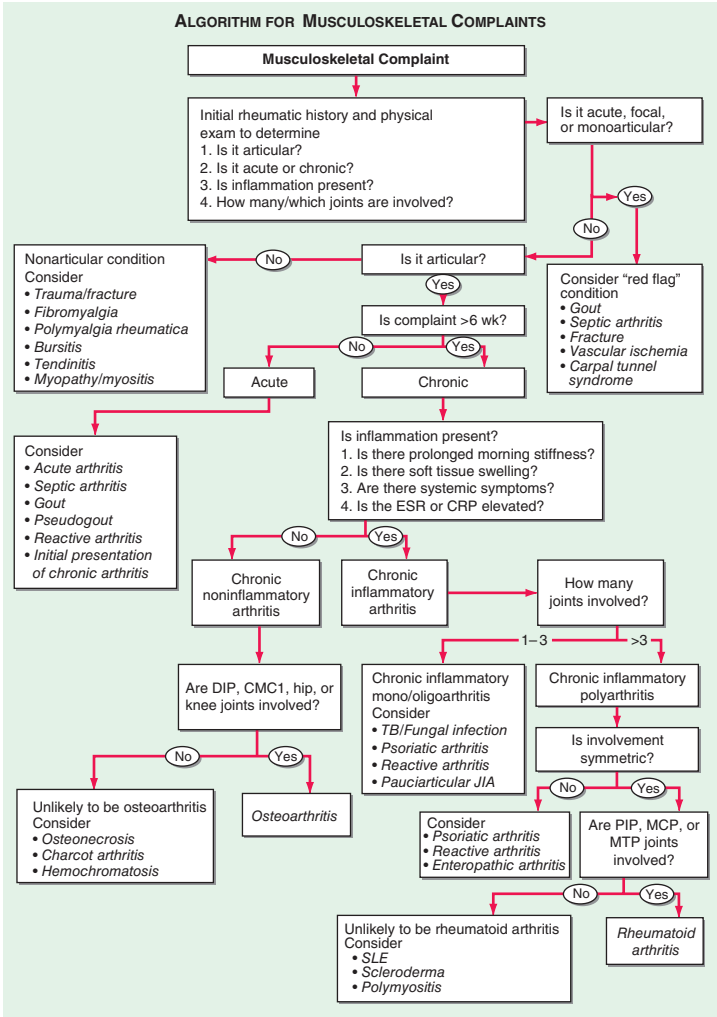 ALGORITHM FOR MUSCULOSKELETAL COMPLAINTS
Musculoskeletal Complaint
Initial rheumatic history and physical
exam to determine
1. Is it articular?
2. Is it acute or chronic?
3. Is inflammation present?
4. How many/which joints are involved?
Is it acute, focal,
or monoarticular?
Yes
No
Consider “red flag”
condition
• Gout
• Septic arthritis
• Fracture
• Vascular ischemia
• Carpal tunnel
syndrome
Is it articular?
No
Nonarticular condition
Consider
• Trauma/fracture
• Fibromyalgia
• Polymyalgia rheumatica
• Bursitis
• Tendinitis
• Myopathy/myositis
Yes
Is complaint >6 wk?
No
Yes
Acute
Chronic
Consider
• Acute arthritis
• Septic arthritis
• Gout
• Pseudogout
• Reactive arthritis
• Initial presentation
of chronic arthritis
Is inflammation present?
1. Is there prolonged morning stiffness?
2. Is there soft tissue swelling?
3. Are there systemic symptoms?
4. Is the ESR or CRP elevated?
No
Yes
Chronic
noninflammatory
arthritis
Chronic
inflammatory
arthritis
How many
joints involved?
1–3
>3
Are DIP, CMC1, hip, or
knee joints involved?
No
Yes
Unlikely to be osteoarthritis
Consider
• Osteonecrosis
• Charcot arthritis
• Hemochromatosis
Osteoarthritis
Chronic inflammatory
mono/oligoarthritis
Consider
• TB/Fungal infection
• Psoriatic arthritis
• Reactive arthritis
• Pauciarticular JIA
Chronic inflammatory
polyarthritis
Is involvement
symmetric?
No
Yes
Consider
• Psoriatic arthritis
• Reactive arthritis
• Enteropathic arthritis
Are PIP, MCP, or
MTP joints
involved?
No
Yes
Unlikely to be rheumatoid arthritis
Consider
• SLE
• Scleroderma
• Polymyositis
Rheumatoid
arthritis